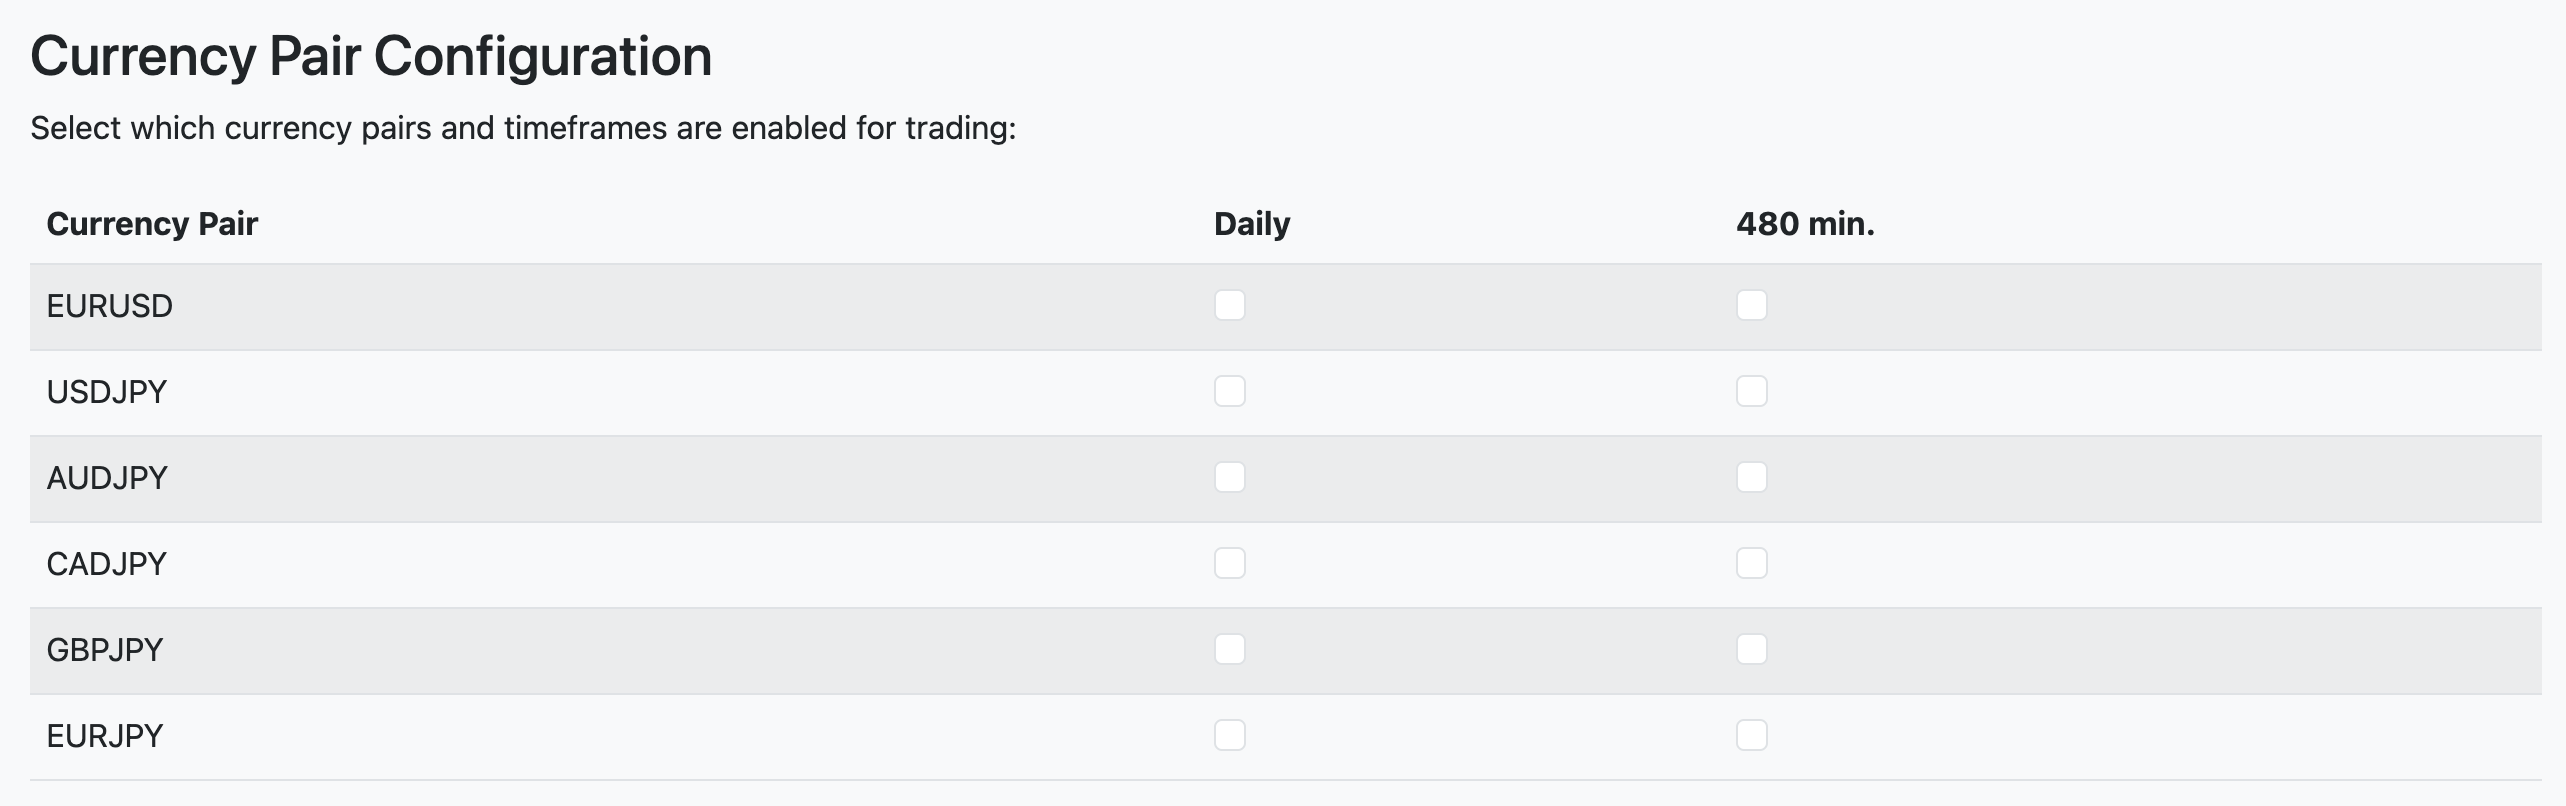 Currency Pair Configuration
Select which currency pairs and timeframes are enabled for trading:
Currency Pair Daily 480 min.
EURUSD
USDJPY
AUDJPY
CADJPY
GBPJPY
EURJPY